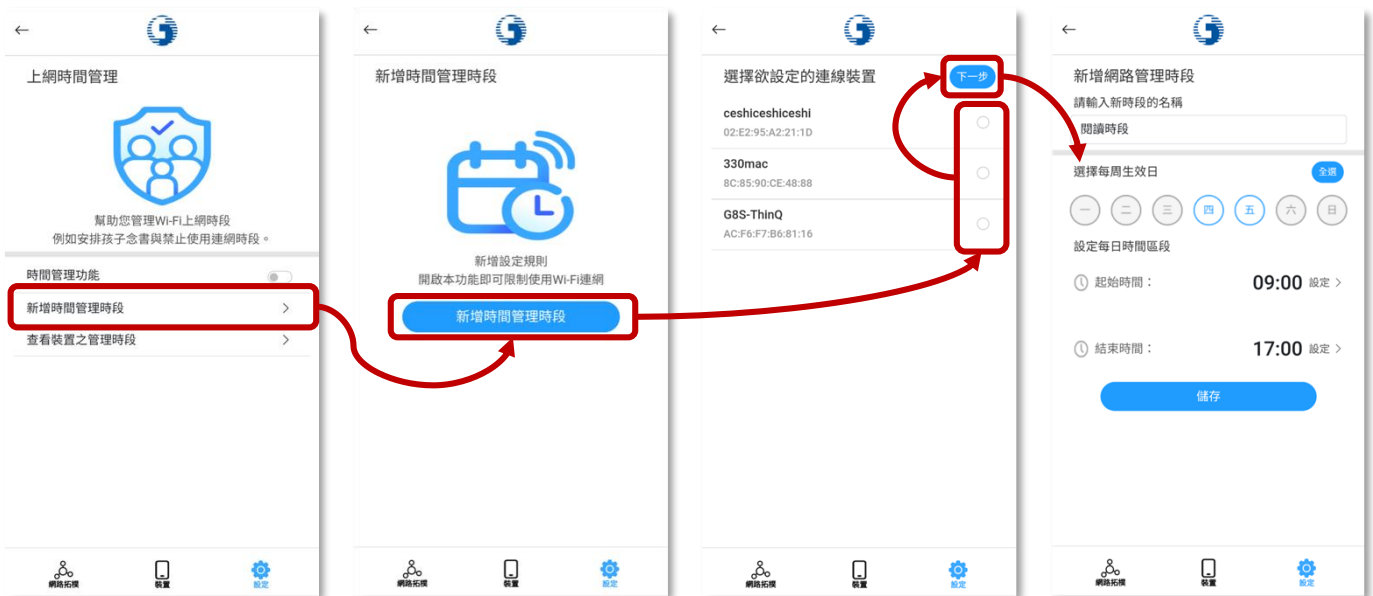 上網時間管理
幫助您管理Wi-Fi上網時段
例如安排孩子念書與禁止使用連網時段。
時間管理功能
新增時間管理時段
查看裝置之管理時段
網路拓樸
裝置
設定
新增時間管理時段
新增設定規則
開啟本功能即可限制使用Wi-Fi連網
新增時間管理時段
網路拓樸
裝置
設定
選擇欲設定的連線裝置
下一步
ceshiceshiceshi
02:E2:95:A2:21:1D
330mac
8C:85:90:CE:48:88
G8S-ThinQ
AC:F6:F7:B6:81:16
網路拓樸
裝置
設定
新增網路管理時段
請輸入新時段的名稱
閱讀時段
選擇每周生效日 全選
一 二 三 四 五 六 日
設定每日時間區段
起始時間： 09:00 設定
結束時間： 17:00 設定
儲存
網路拓樸
裝置
設定